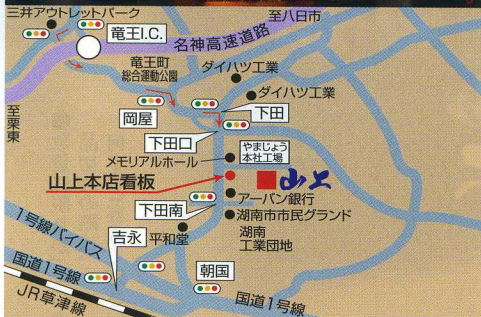 三井アウトレットパーク
至八日市
竜王I.C.
名神高速道路
竜王町
総合運動公園
ダイハツ工業
ダイハツ工業
至栗東
岡屋
下田
下田口
やまじょう
本社工場
メモリアルホール
山上本店看板
山上
アーバン銀行
下田南
湖南市市民グランド
湖南
工業団地
1号線バイパス
吉永
平和堂
国道1号線
朝国
JR草津線
国道1号線